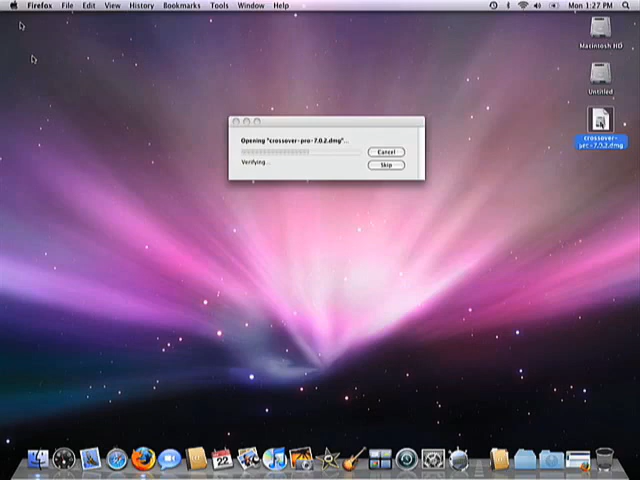 Firefox File Edit View History Bookmarks Tools Window Help Mon 1:27 PM
Macintosh HD
Untitled
crossover-
pro-7.0.2.dmg
Opening "crossover-pro-7.0.2.dmg"...
Cancel
Verifying...
Skip
22